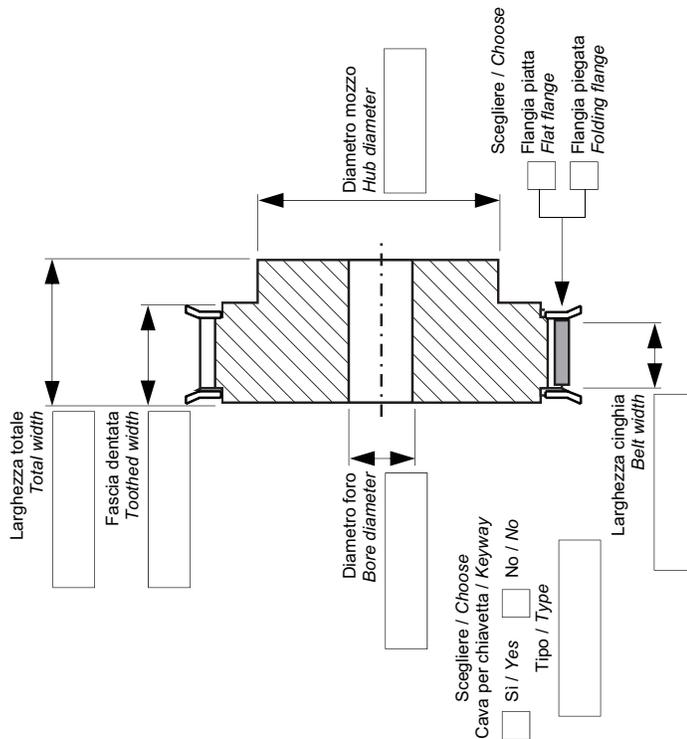 Larghezza totale
Total width
Fascia dentata
Toothed width
Diametro mozzo
Hub diameter
Scegliere / Choose
Flangia piatta
Flat flange
Flangia piegata
Folding flange
Diametro foro
Bore diameter
Scegliere / Choose
Cava per chiavetta / Keyway
Sì / Yes
No / No
Tipo / Type
Larghezza cinghia
Belt width